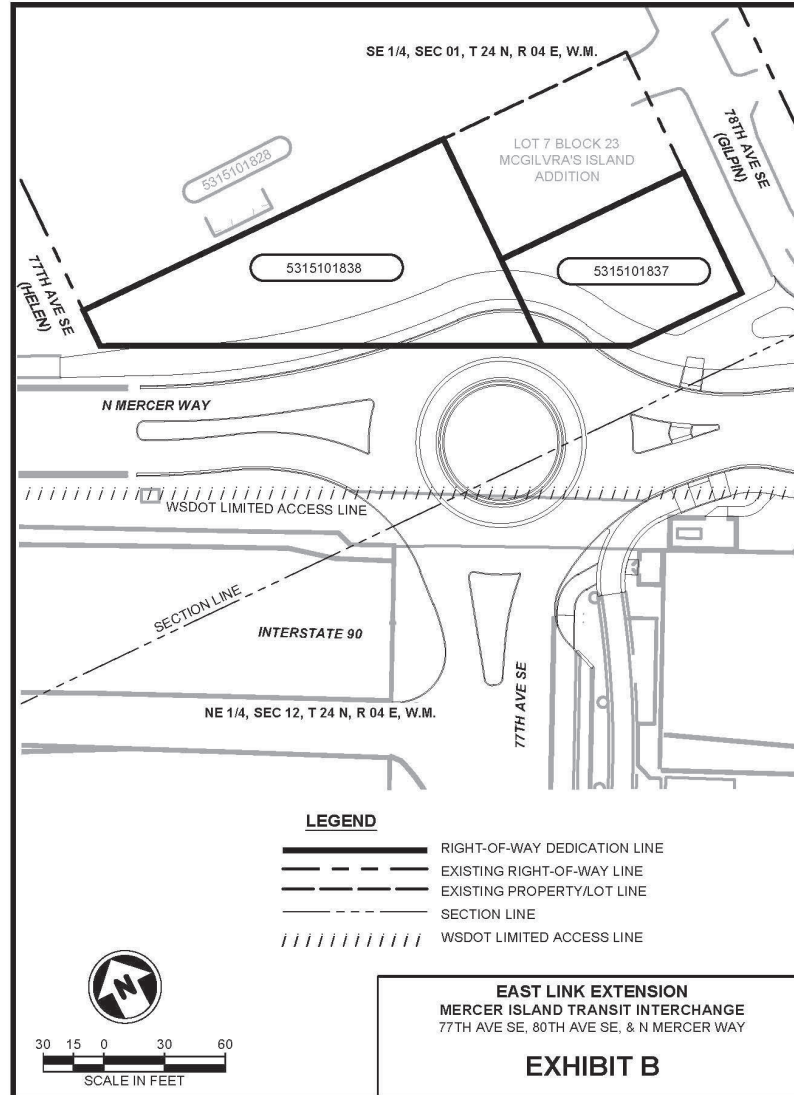 SE 1/4, SEC 01, T 24 N, R 04 E, W.M.
78TH AVE SE
(GILPIN)
LOT 7 BLOCK 23
MCGILVRA'S ISLAND
ADDITION
5315101828
5315101838
5315101837
77TH AVE SE
(HELEN)
N MERCER WAY
WSDOT LIMITED ACCESS LINE
SECTION LINE
INTERSTATE 90
NE 1/4, SEC 12, T 24 N, R 04 E, W.M.
77TH AVE SE
LEGEND
RIGHT-OF-WAY DEDICATION LINE
EXISTING RIGHT-OF-WAY LINE
EXISTING PROPERTY/LOT LINE
SECTION LINE
WSDOT LIMITED ACCESS LINE
N
30 15 0 30 60
SCALE IN FEET
EAST LINK EXTENSION
MERCER ISLAND TRANSIT INTERCHANGE
77TH AVE SE, 80TH AVE SE, & N MERCER WAY
EXHIBIT B